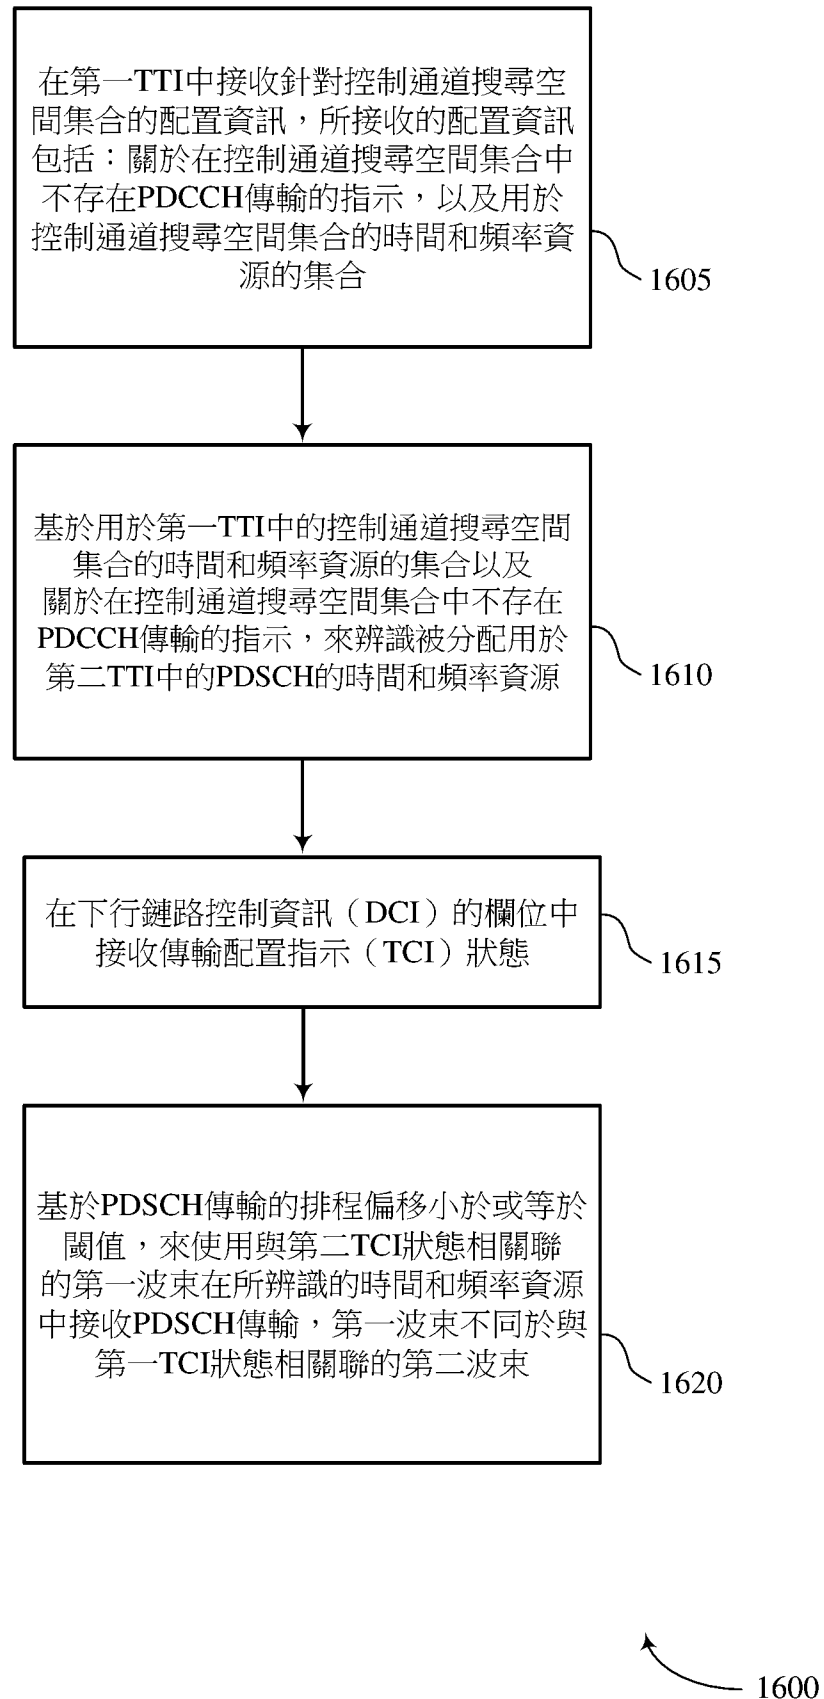 在第一TTI中接收針對控制通道搜尋空
間集合的配置資訊，所接收的配置資訊
包括：關於在控制通道搜尋空間集合中
不存在PDCCH傳輸的指示，以及用於
控制通道搜尋空間集合的時間和頻率資
源的集合
1605
基於用於第一TTI中的控制通道搜尋空間
集合的時間和頻率資源的集合以及
關於在控制通道搜尋空間集合中不存在
PDCCH傳輸的指示，來辨識被分配用於
第二TTI中的PDSCH的時間和頻率資源
1610
在下行鏈路控制資訊（DCI）的欄位中
接收傳輸配置指示（TCI）狀態
1615
基於PDSCH傳輸的排程偏移小於或等於
閾值，來使用與第二TCI狀態相關聯
的第一波束在所辨識的時間和頻率資源
中接收PDSCH傳輸，第一波束不同於與
第一TCI狀態相關聯的第二波束
1620
1600